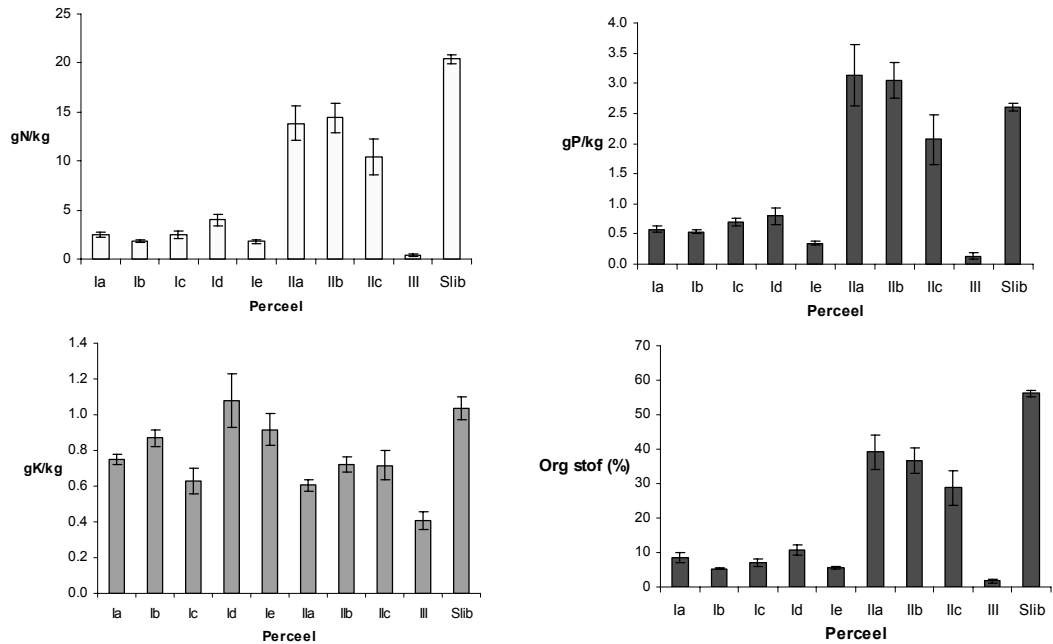 25
20
15
gN/kg
10
5
0
Ia Ib Ic Id Ie IIa IIb IIc III Slib
Perceel
4.0
3.5
3.0
2.5
gP/kg
2.0
1.5
1.0
0.5
0.0
Ia Ib Ic Id Ie IIa IIb IIc III Slib
Perceel
1.4
1.2
1.0
0.8
gK/kg
0.6
0.4
0.2
0.0
Ia Ib Ic Id Ie IIa IIb IIc III Slib
Perceel
70
60
50
40
Org stof (%)
30
20
10
0
Ia Ib Ic Id Ie IIa IIb IIc III Slib
Perceel